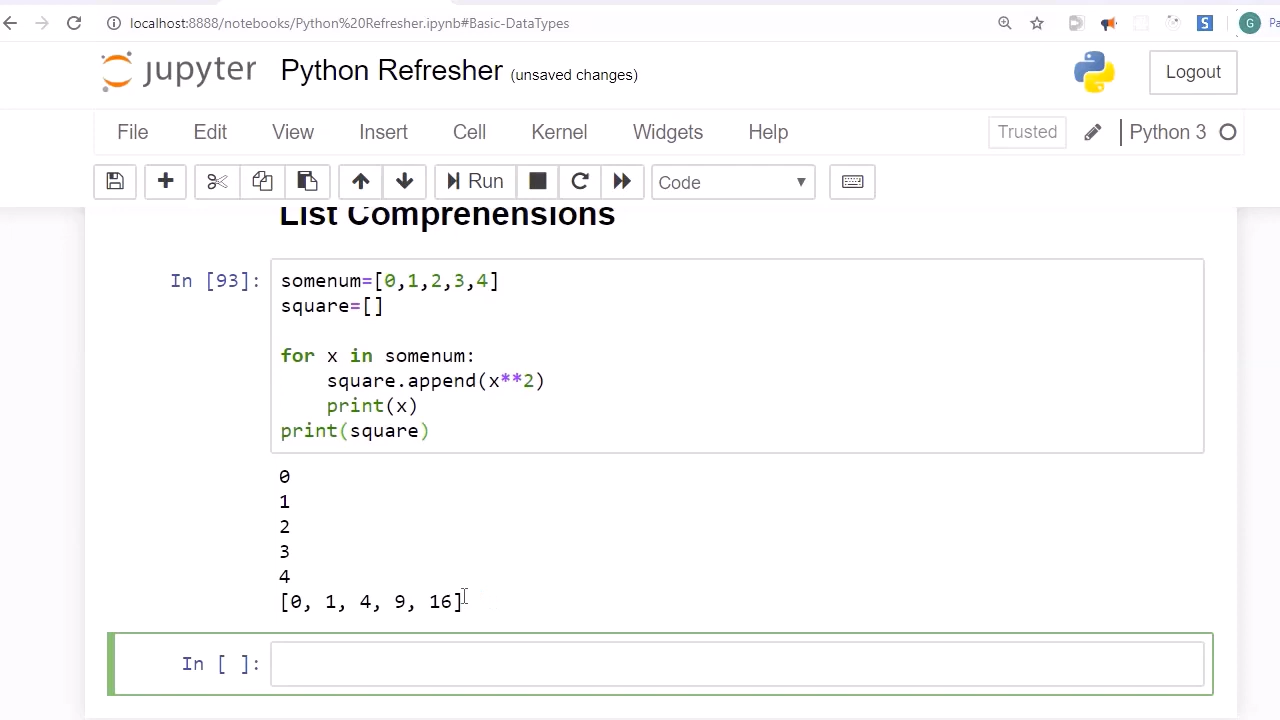 localhost:8888/notebooks/Python%20Refresher.ipynb#Basic-DataTypes
S
G
jupyter Python Refresher (unsaved changes)
Logout
File Edit View Insert Cell Kernel Widgets Help
Trusted
Python 3
Run
Code
List Comprehensions
In [93]:
somenum=[0,1,2,3,4]
square=[]
for x in somenum:
    square.append(x**2)
    print(x)
print(square)
0
1
2
3
4
[0, 1, 4, 9, 16]
In [ ]: